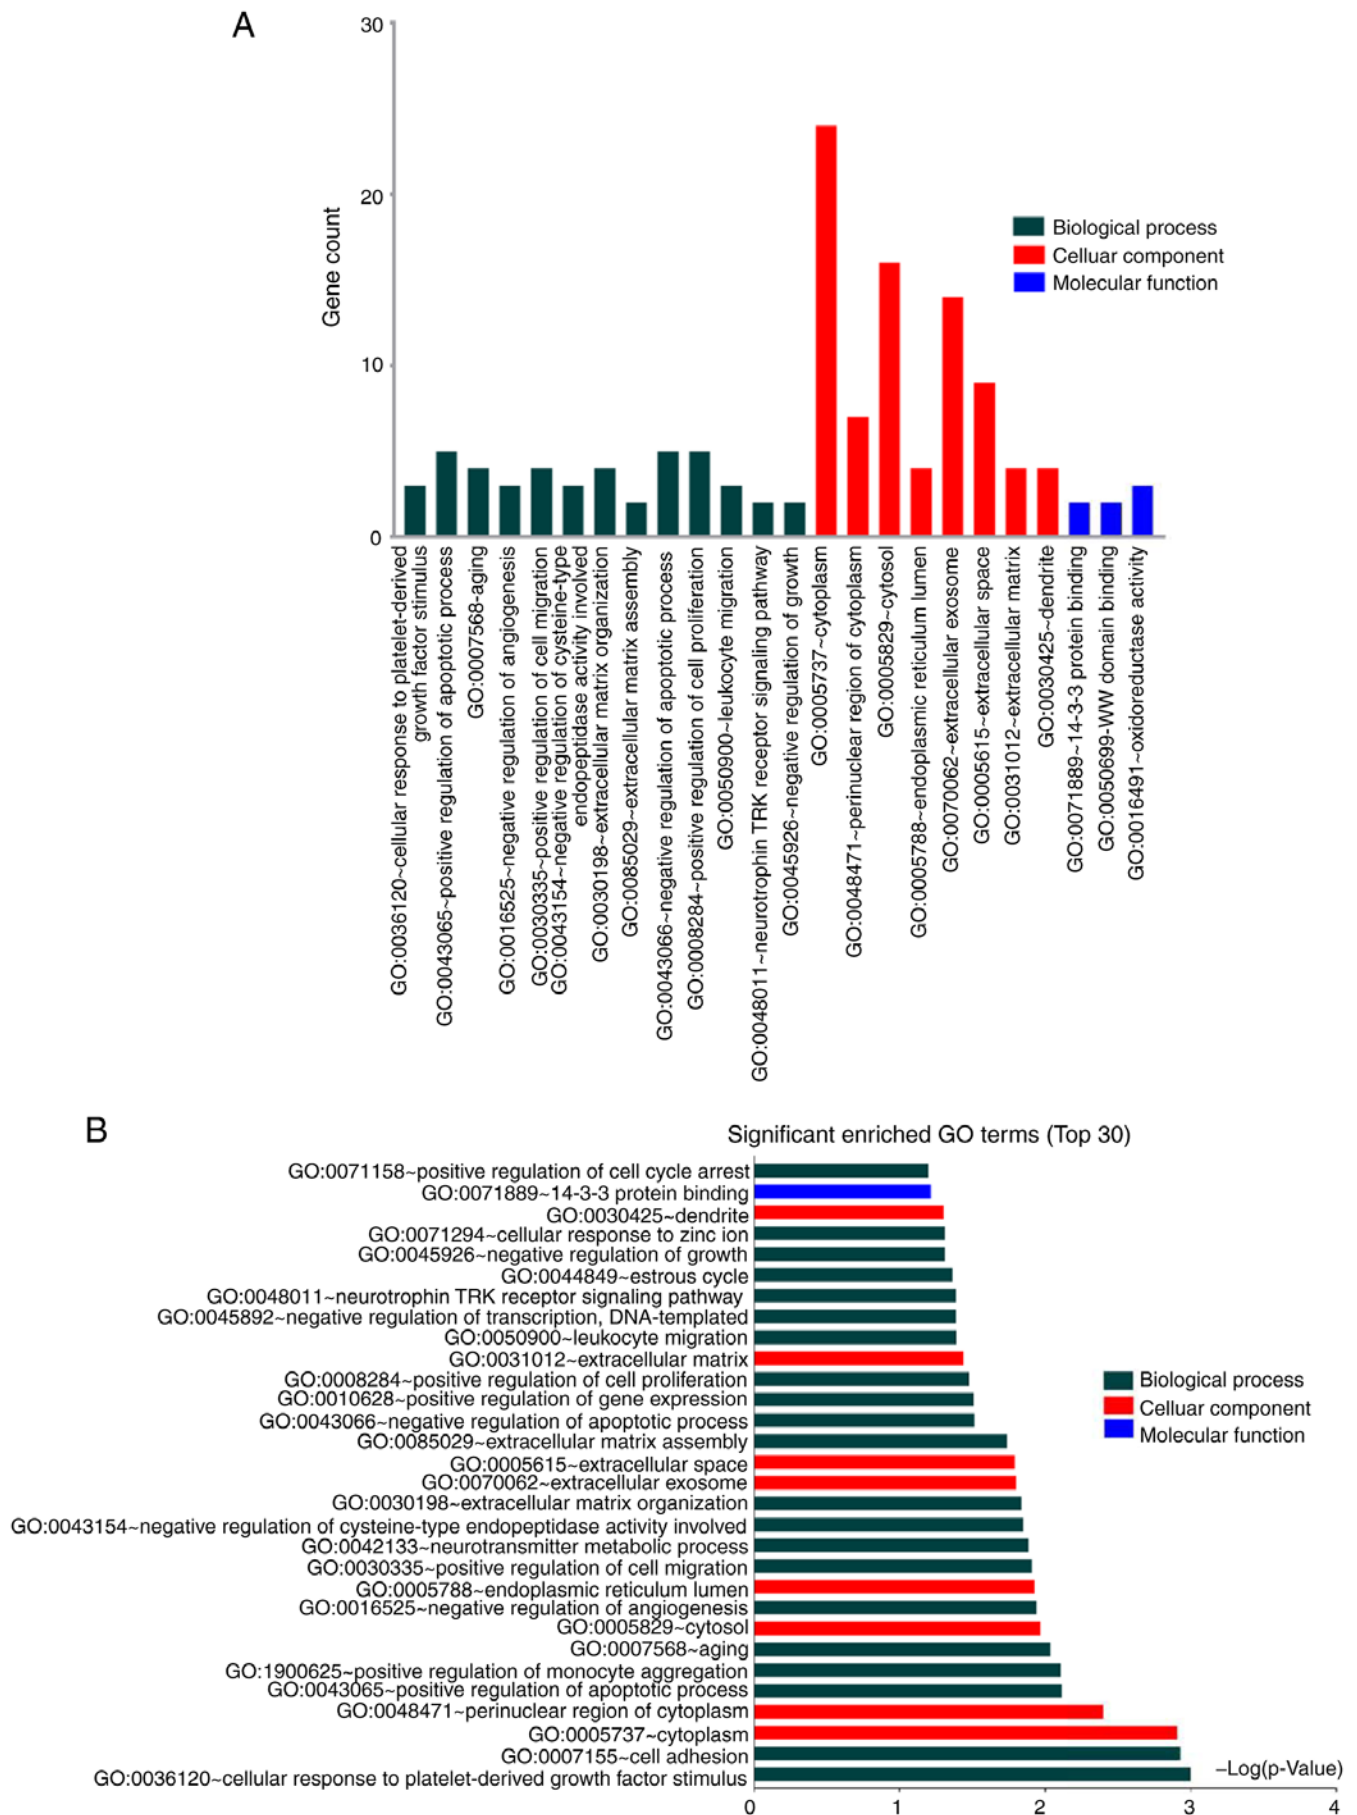 A
30
20
10
0
Gene count
Biological process
Celluar component
Molecular function
GO:0036120~cellular response to platelet-derived
growth factor stimulus
GO:0043065~positive regulation of apoptotic process
GO:0007568-aging
GO:0016525~negative regulation of angiogenesis
GO:0030335~positive regulation of cell migration
GO:0043154~negative regulation of cysteine-type
endopeptidase activity involved
GO:0030198~extracellular matrix organization
GO:0085029~extracellular matrix assembly
GO:0043066~negative regulation of apoptotic process
GO:0008284~positive regulation of cell proliferation
GO:0050900~leukocyte migration
GO:0048011~neurotrophin TRK receptor signaling pathway
GO:0045926~negative regulation of growth
GO:0005737~cytoplasm
GO:0048471~perinuclear region of cytoplasm
GO:0005829~cytosol
GO:0005788~endoplasmic reticulum lumen
GO:0070062~extracellular exosome
GO:0005615~extracellular space
GO:0031012~extracellular matrix
GO:0030425~dendrite
GO:0071889~14-3-3 protein binding
GO:0050699-WW domain binding
GO:0016491~oxidoreductase activity
B
Significant enriched GO terms (Top 30)
GO:0071158~positive regulation of cell cycle arrest
GO:0071889~14-3-3 protein binding
GO:0030425~dendrite
GO:0071294~cellular response to zinc ion
GO:0045926~negative regulation of growth
GO:0044849~estrous cycle
GO:0048011~neurotrophin TRK receptor signaling pathway
GO:0045892~negative regulation of transcription, DNA-templated
GO:0050900~leukocyte migration
GO:0031012~extracellular matrix
GO:0008284~positive regulation of cell proliferation
GO:0010628~positive regulation of gene expression
GO:0043066~negative regulation of apoptotic process
GO:0085029~extracellular matrix assembly
GO:0005615~extracellular space
GO:0070062~extracellular exosome
GO:0030198~extracellular matrix organization
GO:0043154~negative regulation of cysteine-type endopeptidase activity involved
GO:0042133~neurotransmitter metabolic process
GO:0030335~positive regulation of cell migration
GO:0005788~endoplasmic reticulum lumen
GO:0016525~negative regulation of angiogenesis
GO:0005829~cytosol
GO:0007568~aging
GO:1900625~positive regulation of monocyte aggregation
GO:0043065~positive regulation of apoptotic process
GO:0048471~perinuclear region of cytoplasm
GO:0005737~cytoplasm
GO:0007155~cell adhesion
GO:0036120~cellular response to platelet-derived growth factor stimulus
Biological process
Celluar component
Molecular function
–Log(p-Value)
0 1 2 3 4